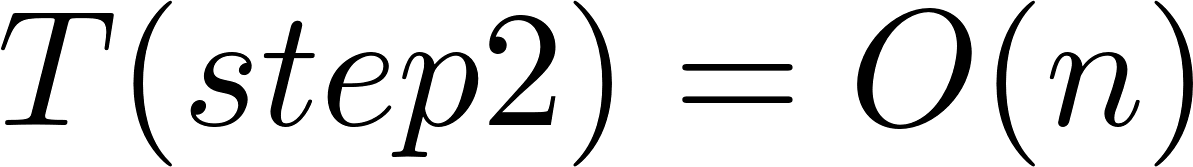 T(step2) = O(n)